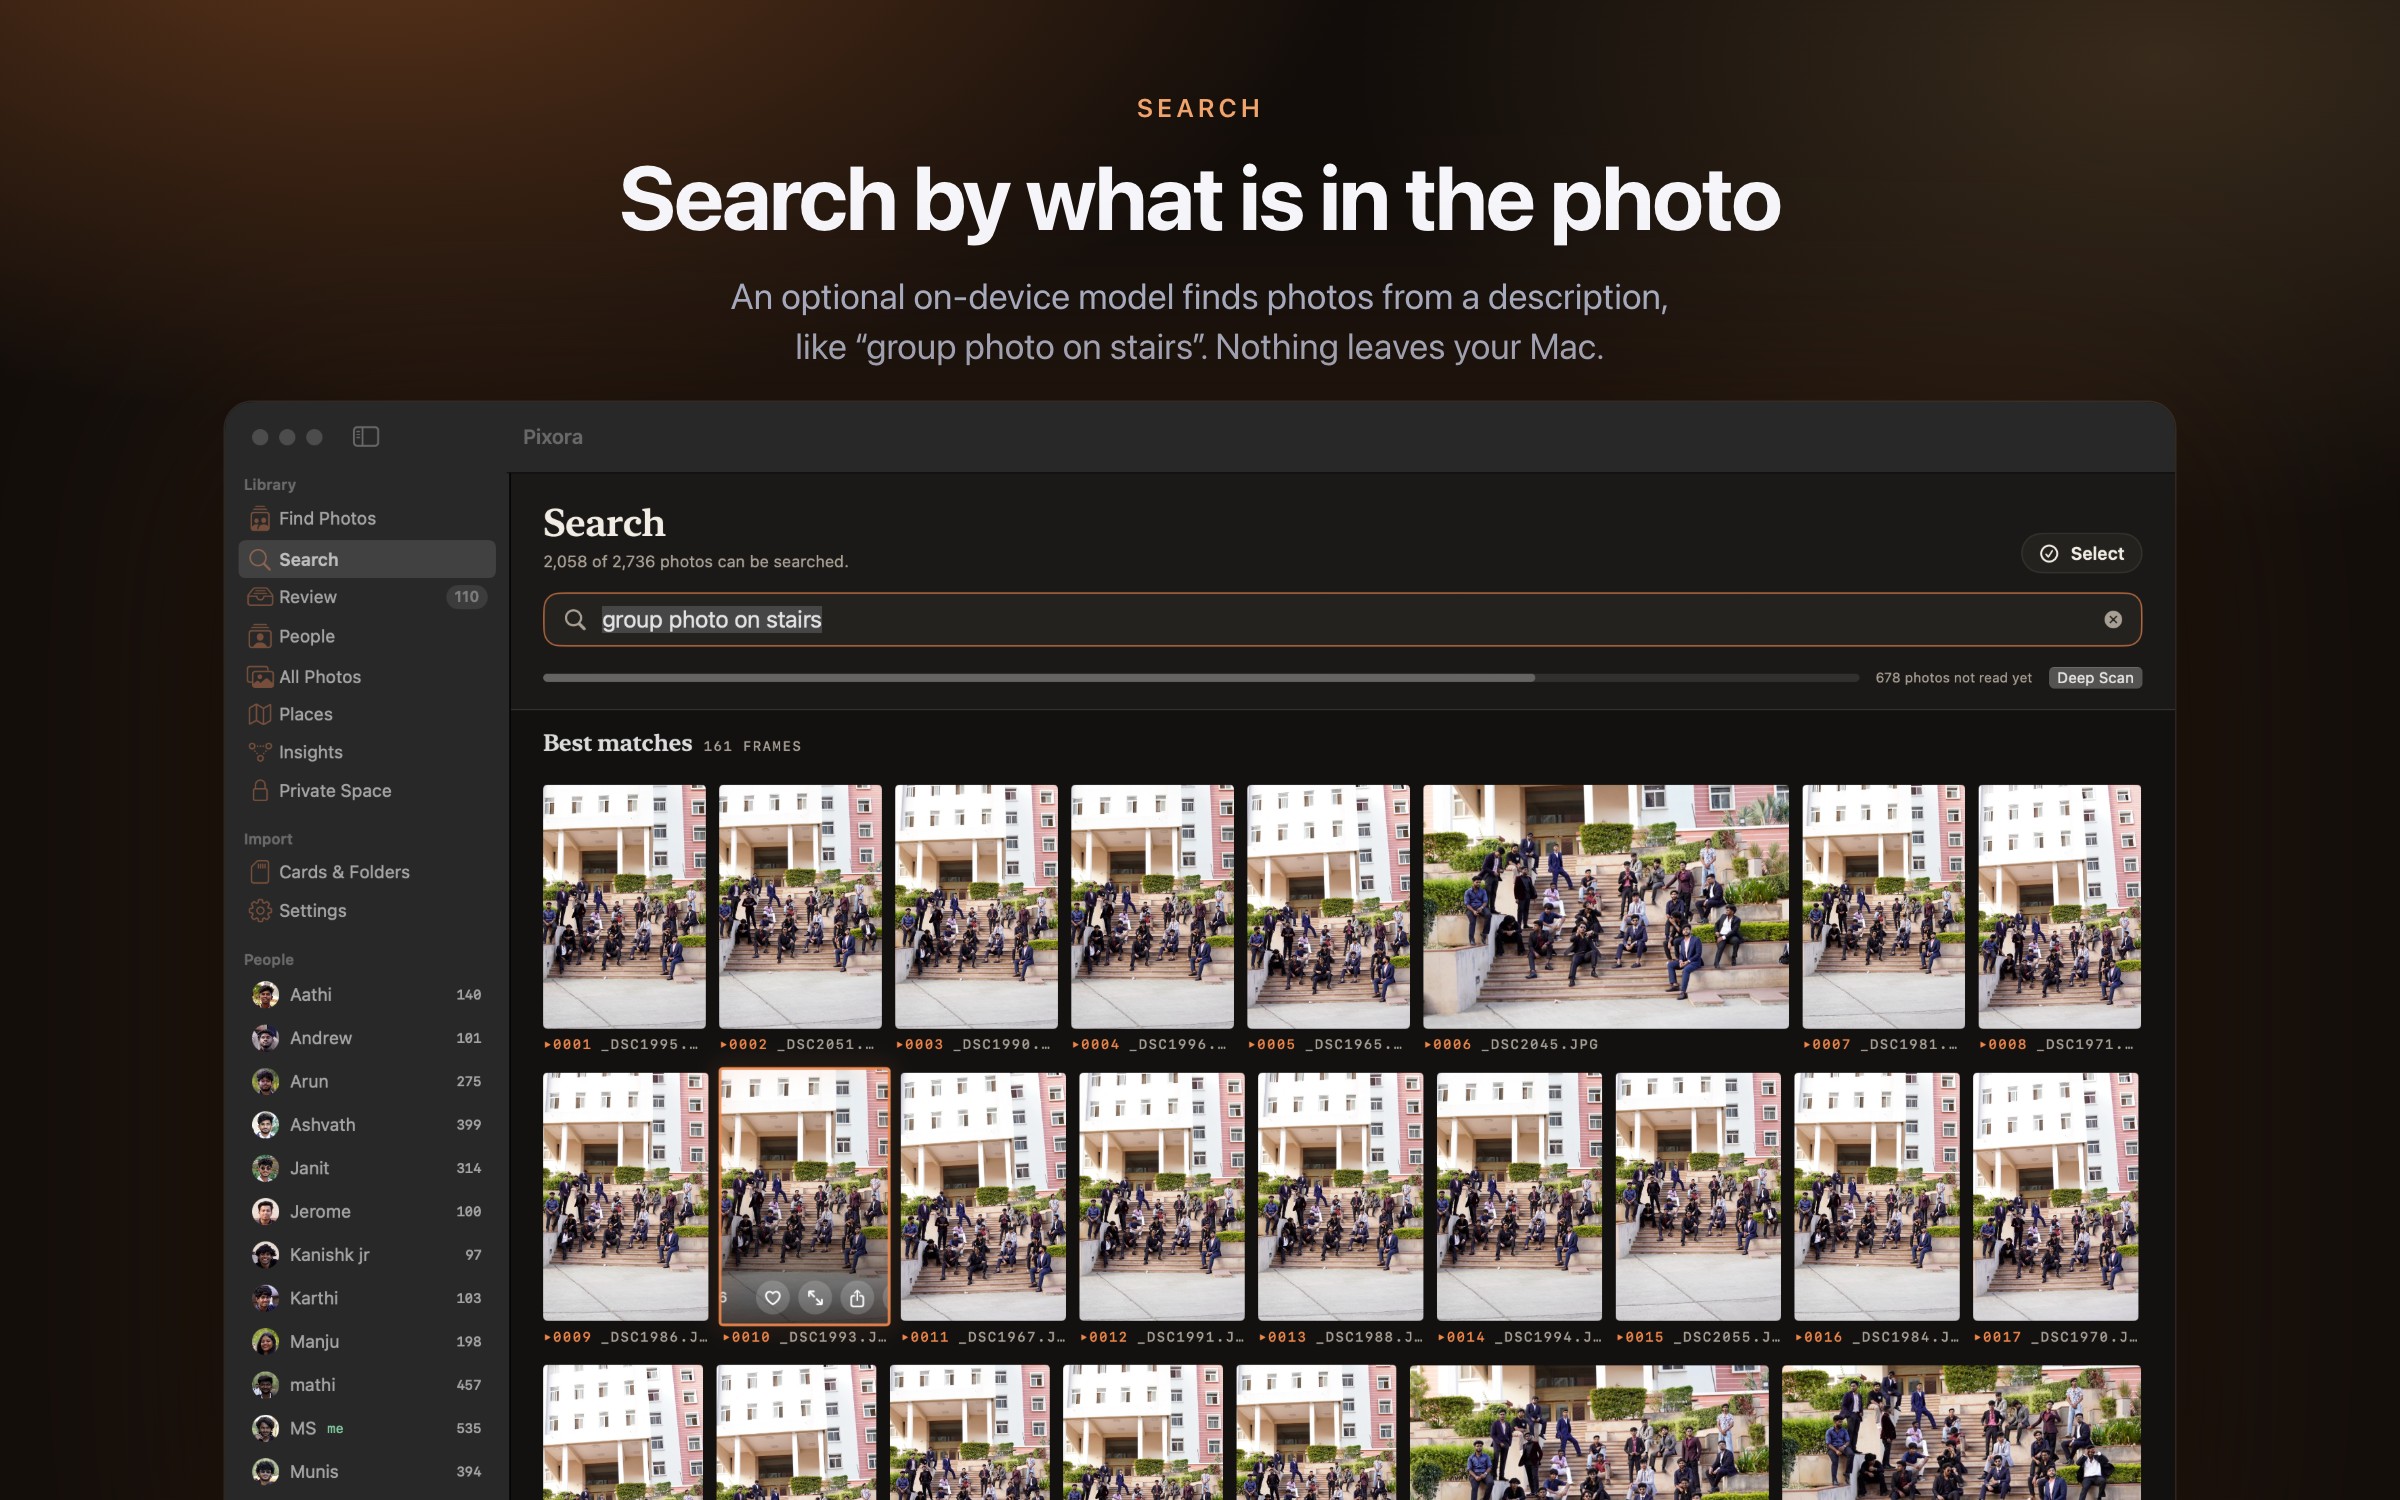 SEARCH
Search by what is in the photo
An optional on-device model finds photos from a description,
like “group photo on stairs”. Nothing leaves your Mac.
Pixora
Library
Find Photos
Search
Review 110
People
All Photos
Places
Insights
Private Space
Import
Cards & Folders
Settings
People
Aathi 140
Andrew 101
Arun 275
Ashvath 399
Janit 314
Jerome 100
Kanishk jr 97
Karthi 103
Manju 198
mathi 457
MS me 535
Munis 394
Search
2,058 of 2,736 photos can be searched.
Select
group photo on stairs
678 photos not read yet Deep Scan
Best matches 161 FRAMES
▸0001 _DSC1995.… ▸0002 _DSC2051.… ▸0003 _DSC1990.… ▸0004 _DSC1996.… ▸0005 _DSC1965.… ▸0006 _DSC2045.JPG ▸0007 _DSC1981.… ▸0008 _DSC1971.…
▸0009 _DSC1986.J… ▸0010 _DSC1993.J… ▸0011 _DSC1967.J… ▸0012 _DSC1991.J… ▸0013 _DSC1988.J… ▸0014 _DSC1994.J… ▸0015 _DSC2055.J… ▸0016 _DSC1984.J… ▸0017 _DSC1970.J…